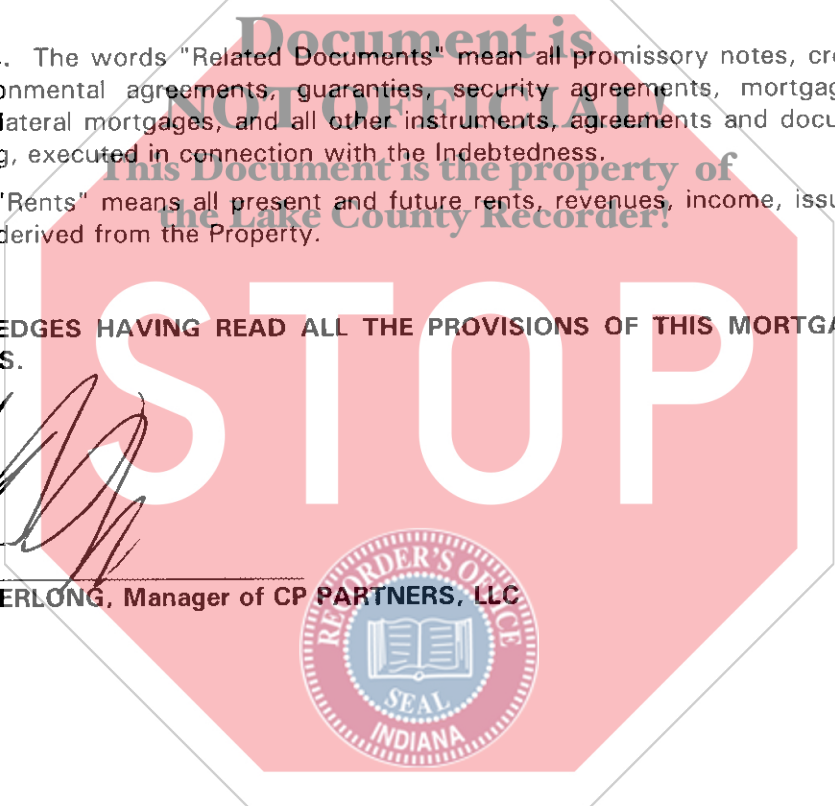 Document is
. The words "Related Documents" mean all promissory notes, cre
onmental agreements, guaranties, security agreements, mortgag
NOT OFFICIAL!
lateral mortgages, and all other instruments, agreements and docu
g, executed in connection with the Indebtedness.
This Document is the property of
"Rents" means all present and future rents, revenues, income, issu
the Lake County Recorder!
derived from the Property.
EDGES HAVING READ ALL THE PROVISIONS OF THIS MORTGA
S.
STOP
ERLONG, Manager of CP PARTNERS, LLC
RECORDER'S OFFICE
SEAL
INDIANA